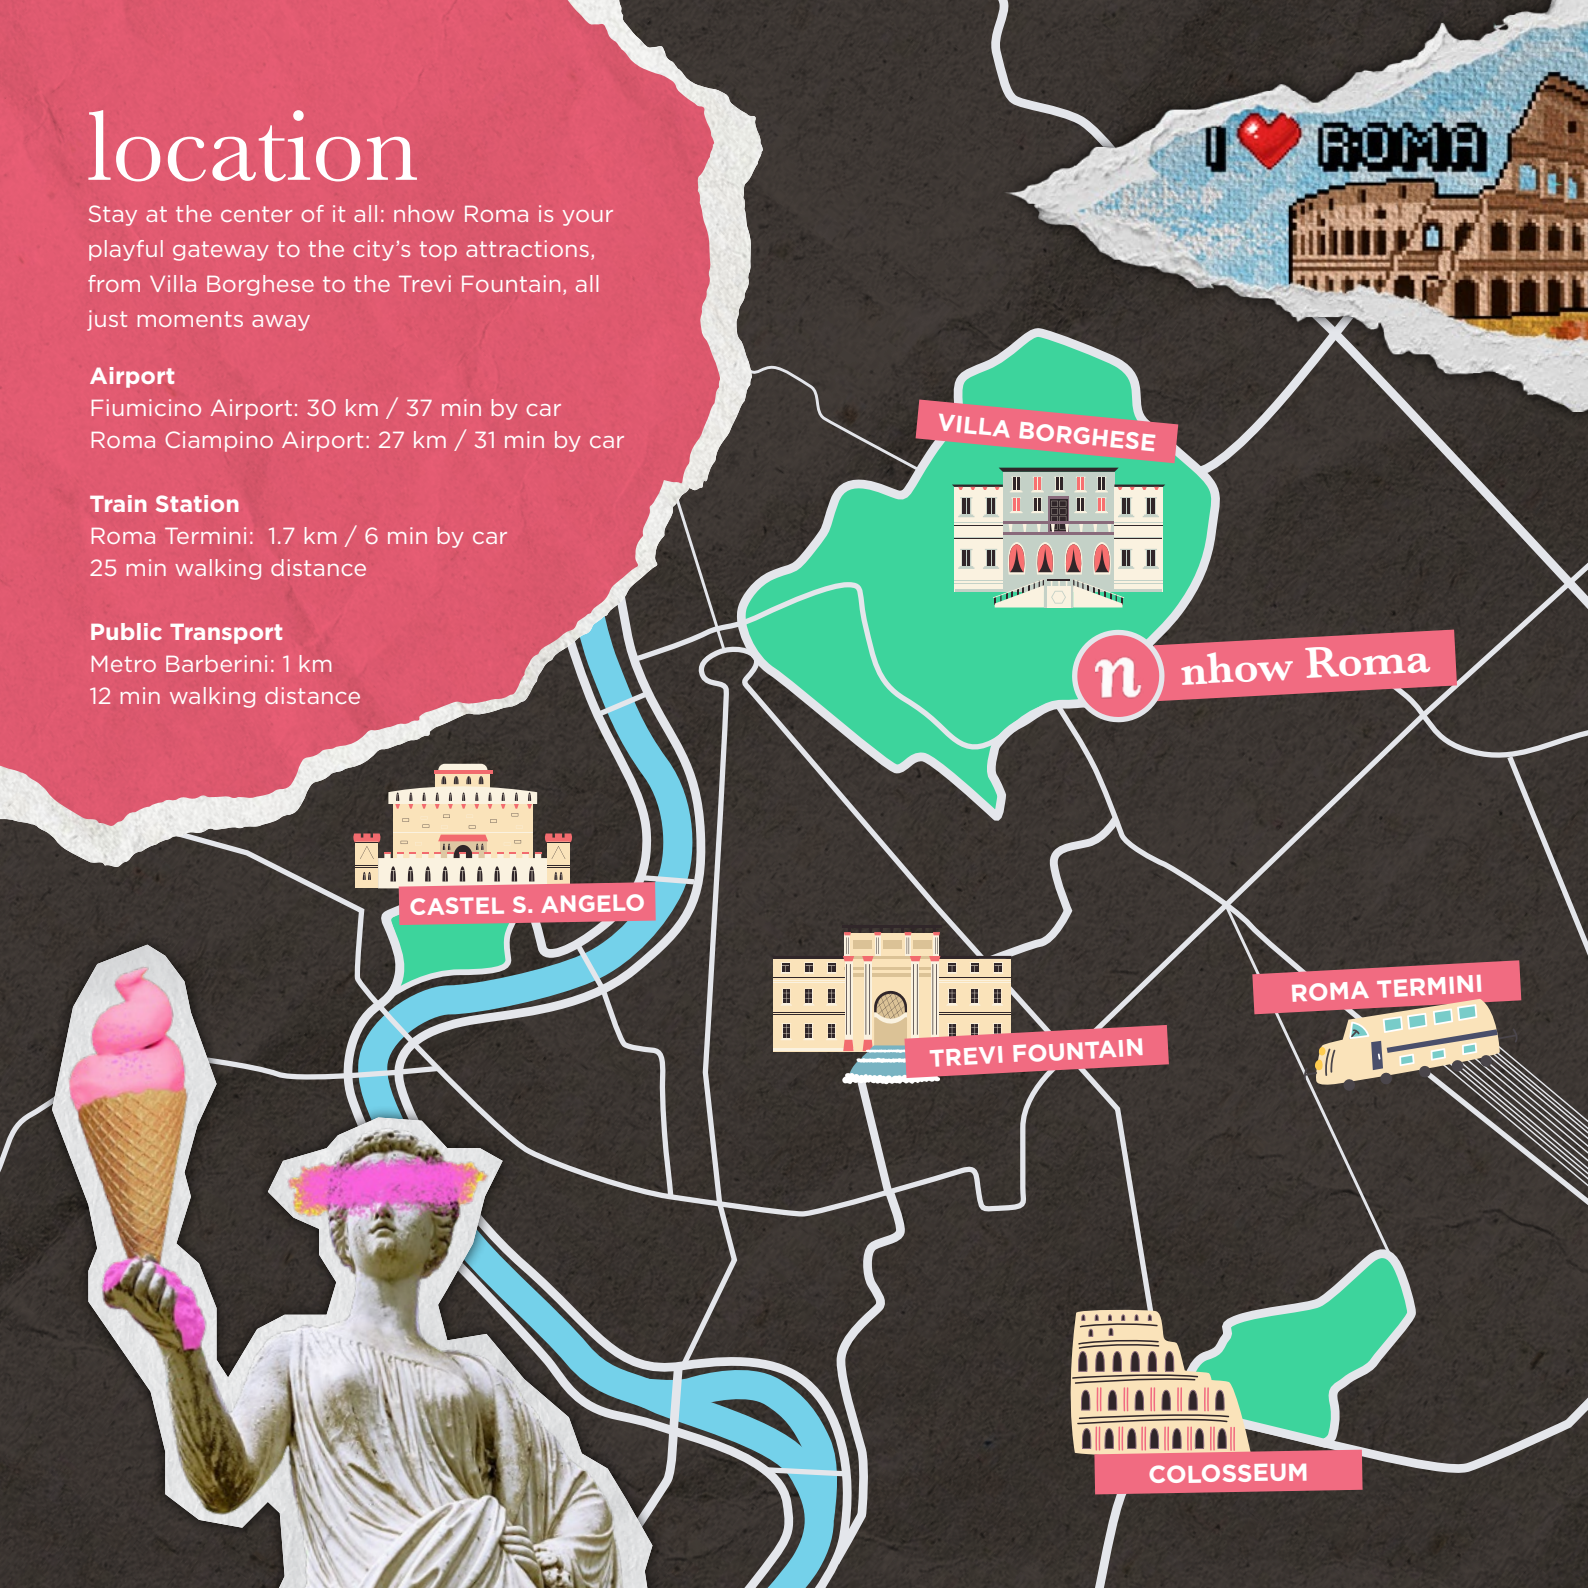 location
Stay at the center of it all: nhow Roma is your
playful gateway to the city’s top attractions,
from Villa Borghese to the Trevi Fountain, all
just moments away
Airport
Fiumicino Airport: 30 km / 37 min by car
Roma Ciampino Airport: 27 km / 31 min by car
Train Station
Roma Termini:  1.7 km / 6 min by car
25 min walking distance
Public Transport
Metro Barberini: 1 km
12 min walking distance
I ❤ ROMA
VILLA BORGHESE
n nhow Roma
CASTEL S. ANGELO
ROMA TERMINI
TREVI FOUNTAIN
COLOSSEUM